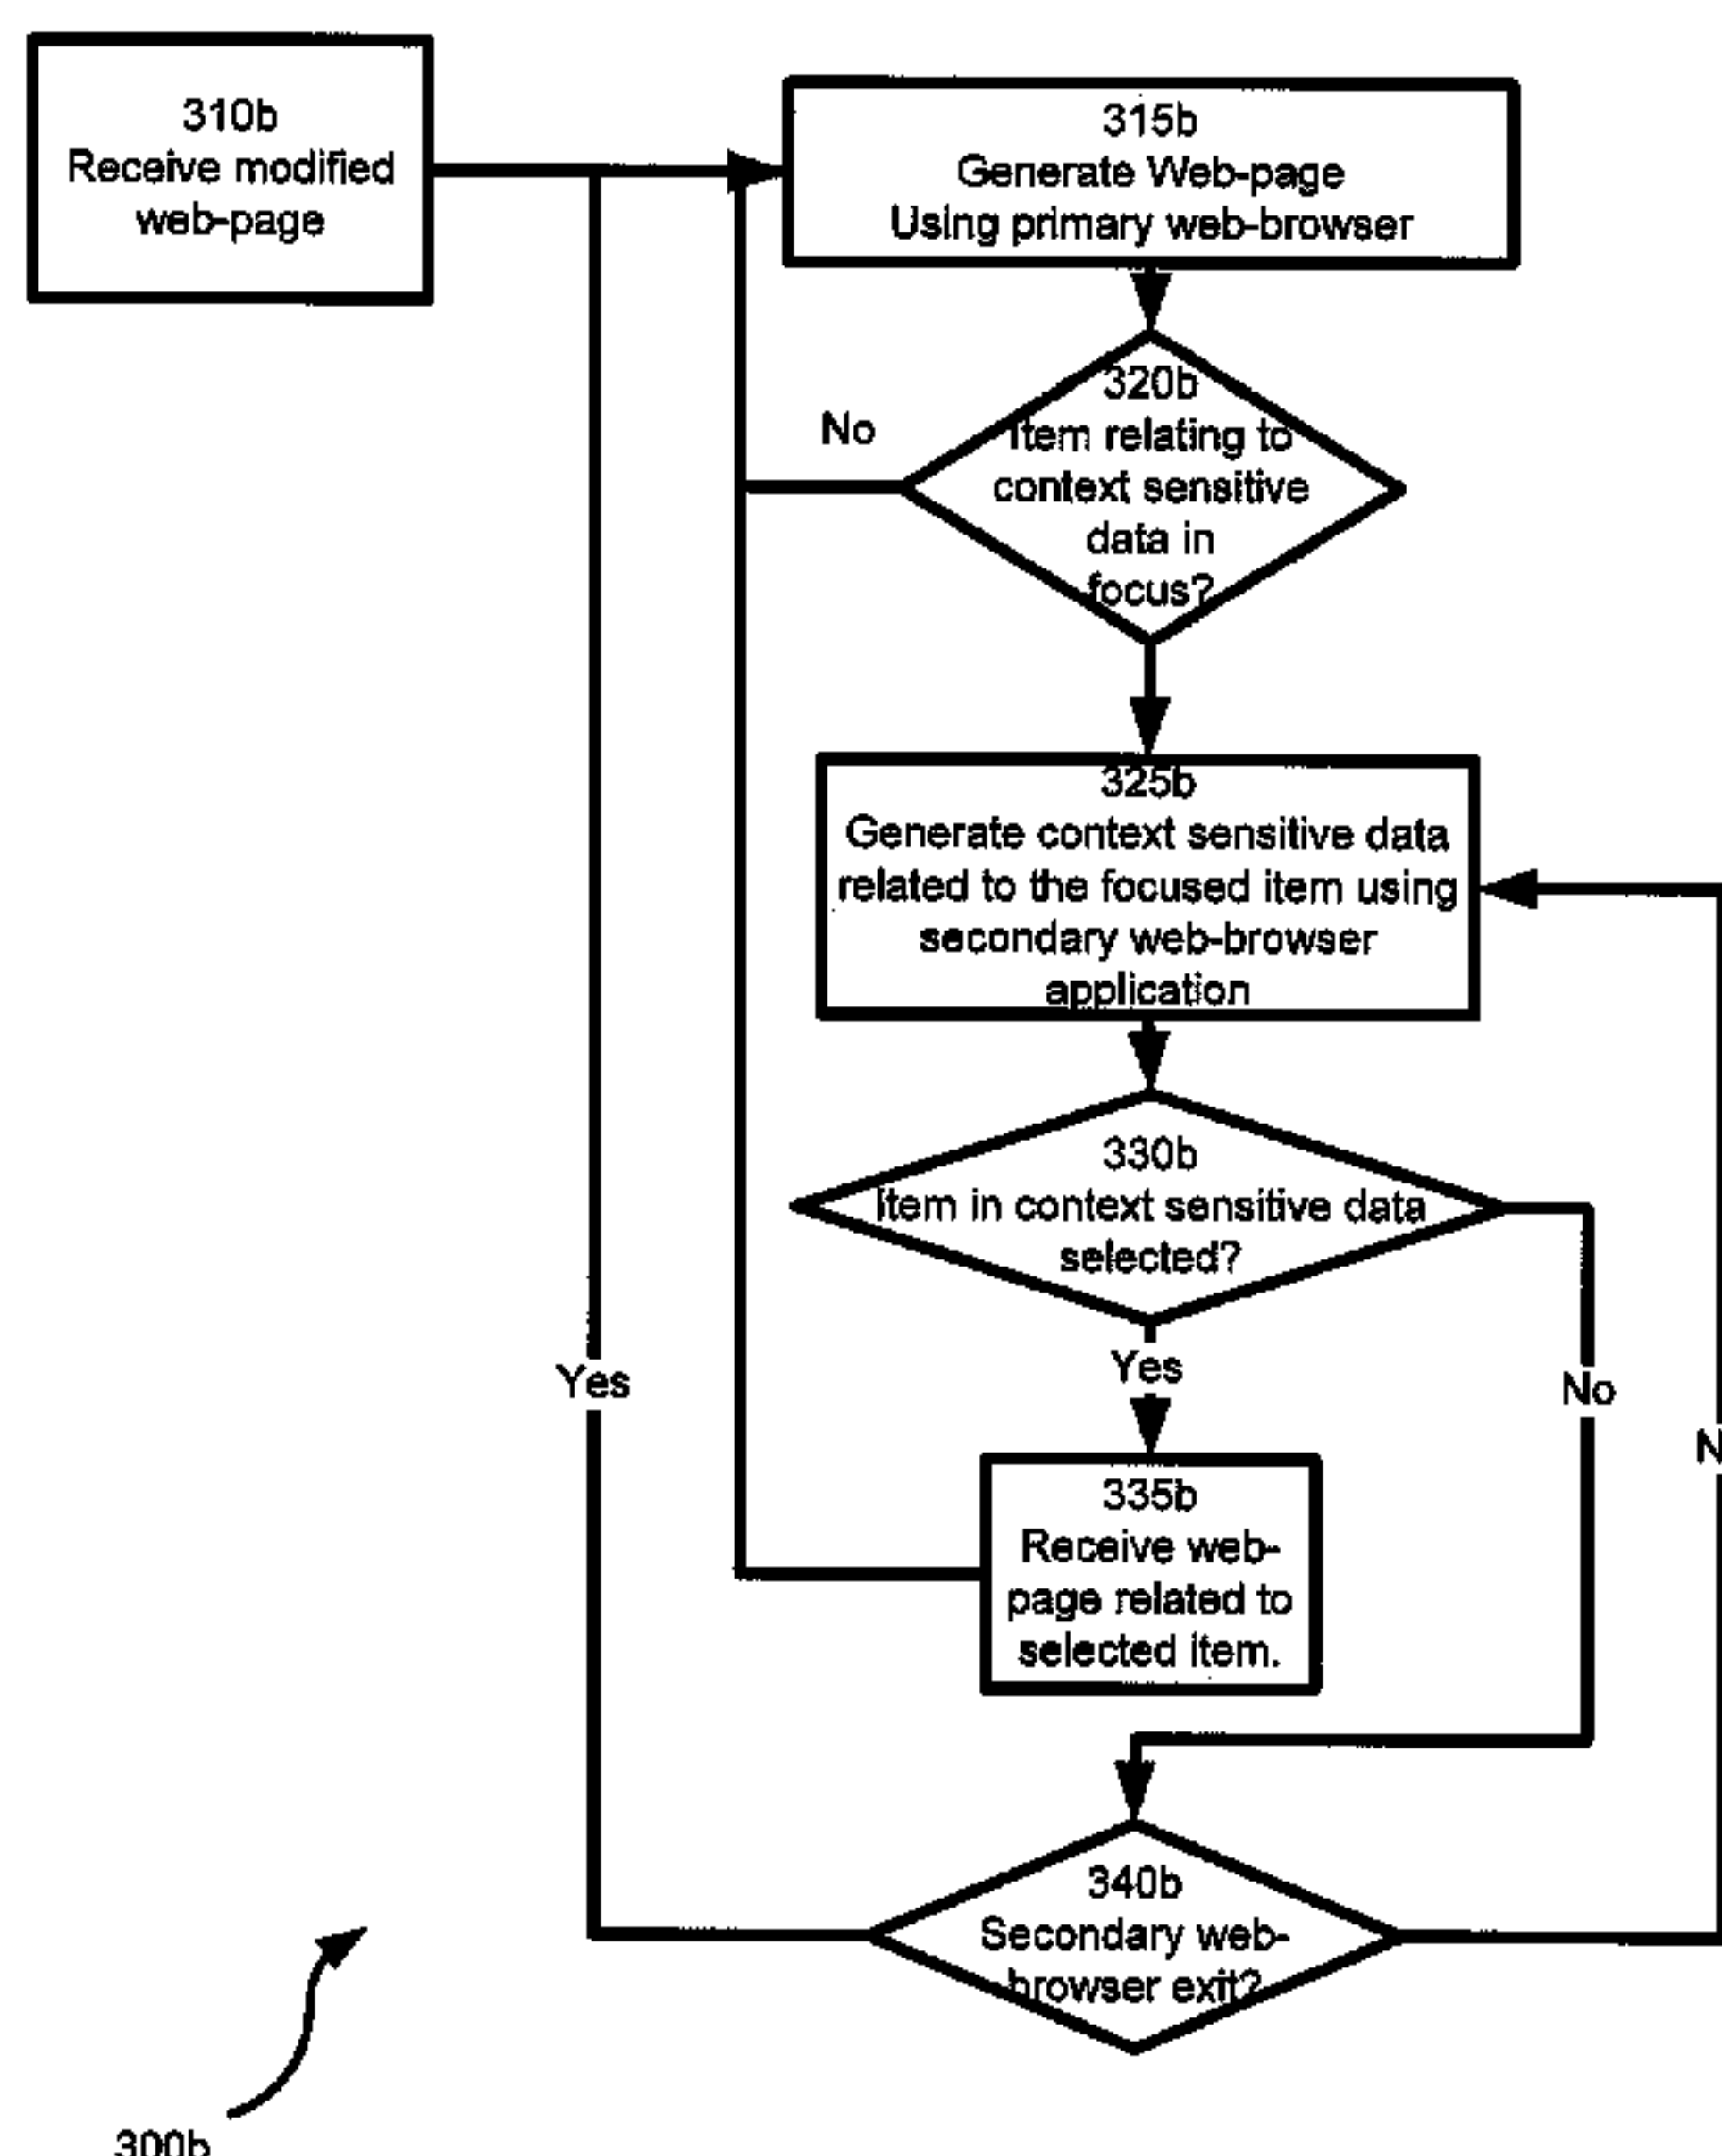 310b
Receive modified
web-page
315b
Generate Web-page
Using primary web-browser
320b
Item relating to
context sensitive
data in
focus?
No
325b
Generate context sensitive data
related to the focused item using
secondary web-browser
application
330b
Item in context sensitive data
selected?
Yes
Yes
No
335b
Receive web-
page related to
selected item.
340b
Secondary web-
browser exit?
300b